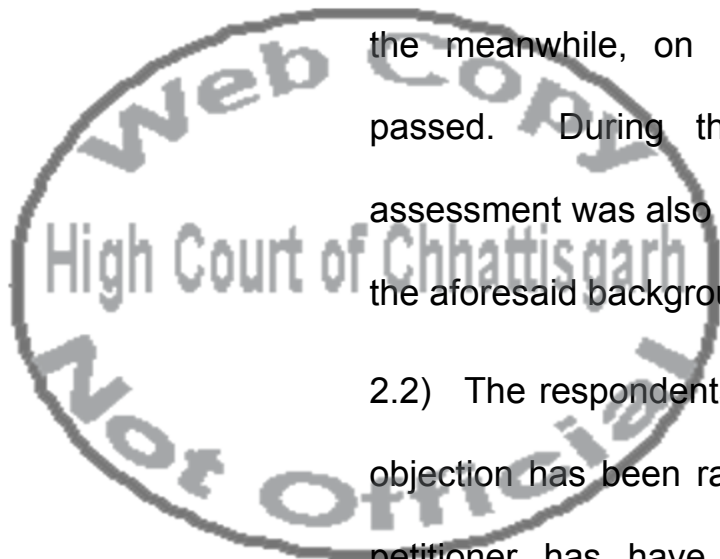 the meanwhile, on
Web Copy
passed. During th
assessment was also
High Court of Chhattisgarh
the aforesaid backgrou
2.2) The respondent
objection has been ra
Not Official
petitioner has have